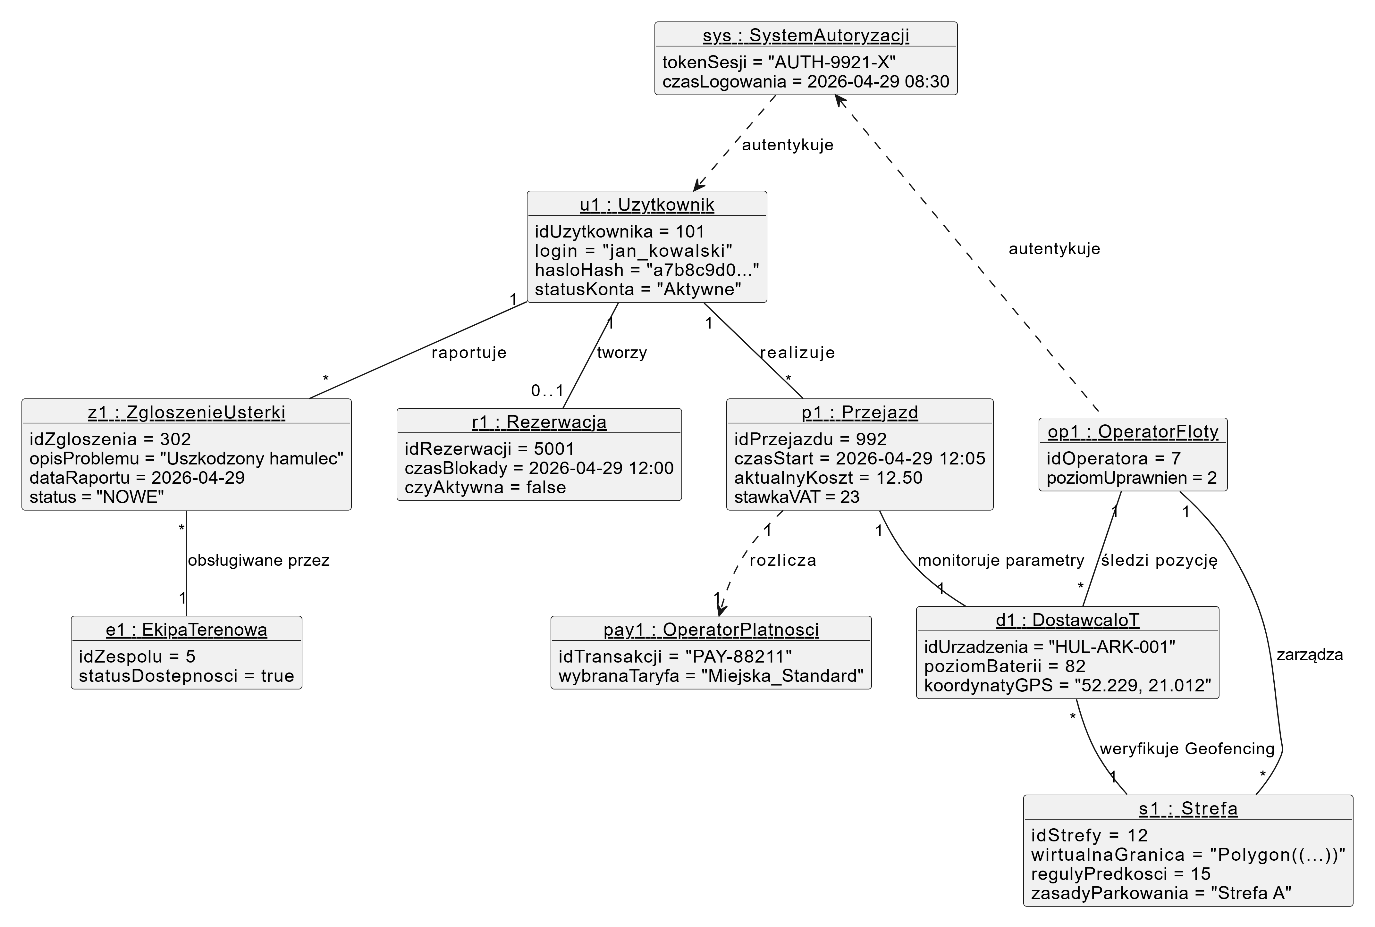 sys : SystemAutoryzacji
tokenSesji = "AUTH-9921-X"
czasLogowania = 2026-04-29 08:30
autentykuje
u1 : Uzytkownik
idUzytkownika = 101
login = "jan_kowalski"
hasloHash = "a7b8c9d0..."
statusKonta = "Aktywne"
autentykuje
1
1
1
raportuje
tworzy
realizuje
*
0..1
*
z1 : ZgloszenieUsterki
idZgloszenia = 302
opisProblemu = "Uszkodzony hamulec"
dataRaportu = 2026-04-29
status = "NOWE"
r1 : Rezerwacja
idRezerwacji = 5001
czasBlokady = 2026-04-29 12:00
czyAktywna = false
p1 : Przejazd
idPrzejazdu = 992
czasStart = 2026-04-29 12:05
aktualnyKoszt = 12.50
stawkaVAT = 23
op1 : OperatorFloty
idOperatora = 7
poziomUprawnien = 2
*
1
1
1
1
obsługiwane przez
rozlicza
monitoruje parametry
śledzi pozycję
1
1
1
*
e1 : EkipaTerenowa
idZespolu = 5
statusDostepnosci = true
pay1 : OperatorPlatnosci
idTransakcji = "PAY-88211"
wybranaTaryfa = "Miejska_Standard"
d1 : DostawcaIoT
idUrzadzenia = "HUL-ARK-001"
poziomBaterii = 82
koordynatyGPS = "52.229, 21.012"
zarządza
*
weryfikuje Geofencing
1
*
s1 : Strefa
idStrefy = 12
wirtualnaGranica = "Polygon((...))"
regulyPredkosci = 15
zasadyParkowania = "Strefa A"